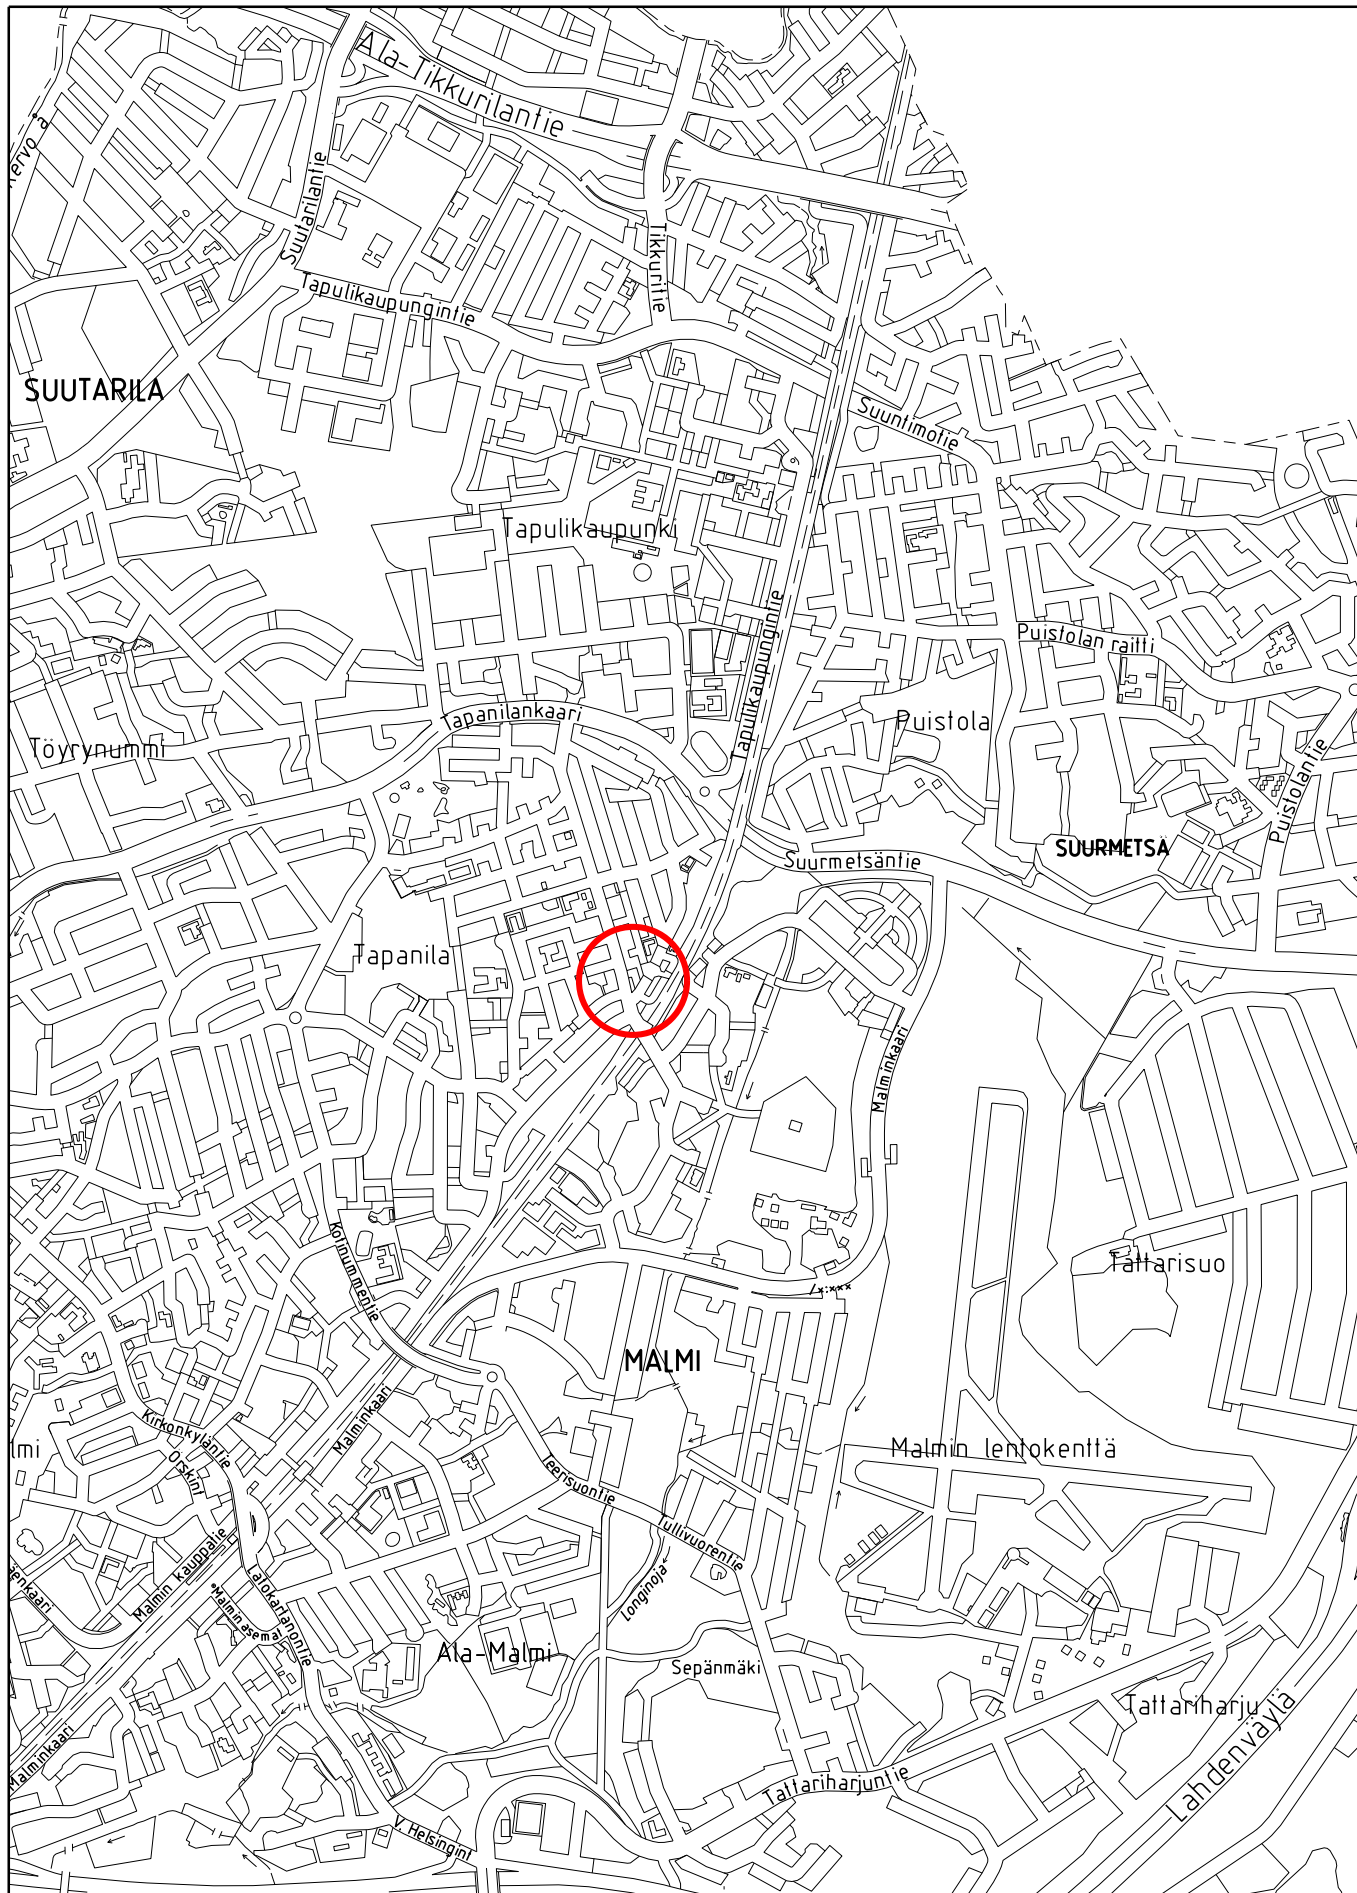 Ala-Tikkurilantie
Suutarilantie
Tikkuritie
Tapulikaupungintie
SUUTARILA
Suuntimotie
Tapulikaupunki
Tapulikaupungintie
Puistolan raitti
Tapanilankaari
Puistola
Töyrynummi
Puistolantie
Suurmetsäntie
SUURMETSÄ
Tapanila
Malminkaari
Tattarisuo
Kotinummentie
MALMI
Malminkaari
Kirkonkyläntie
Orskint
lmi
Malmin lentokenttä
Teerisuontie
Tullivuorentie
Malmin kauppatie
Longinoja
Latokartanontie
Malmin asema
Ala-Malmi
Sepänmäki
Tattariharju
Lahdenväylä
Malminkaari
Tattariharjuntie
V. Helsingint